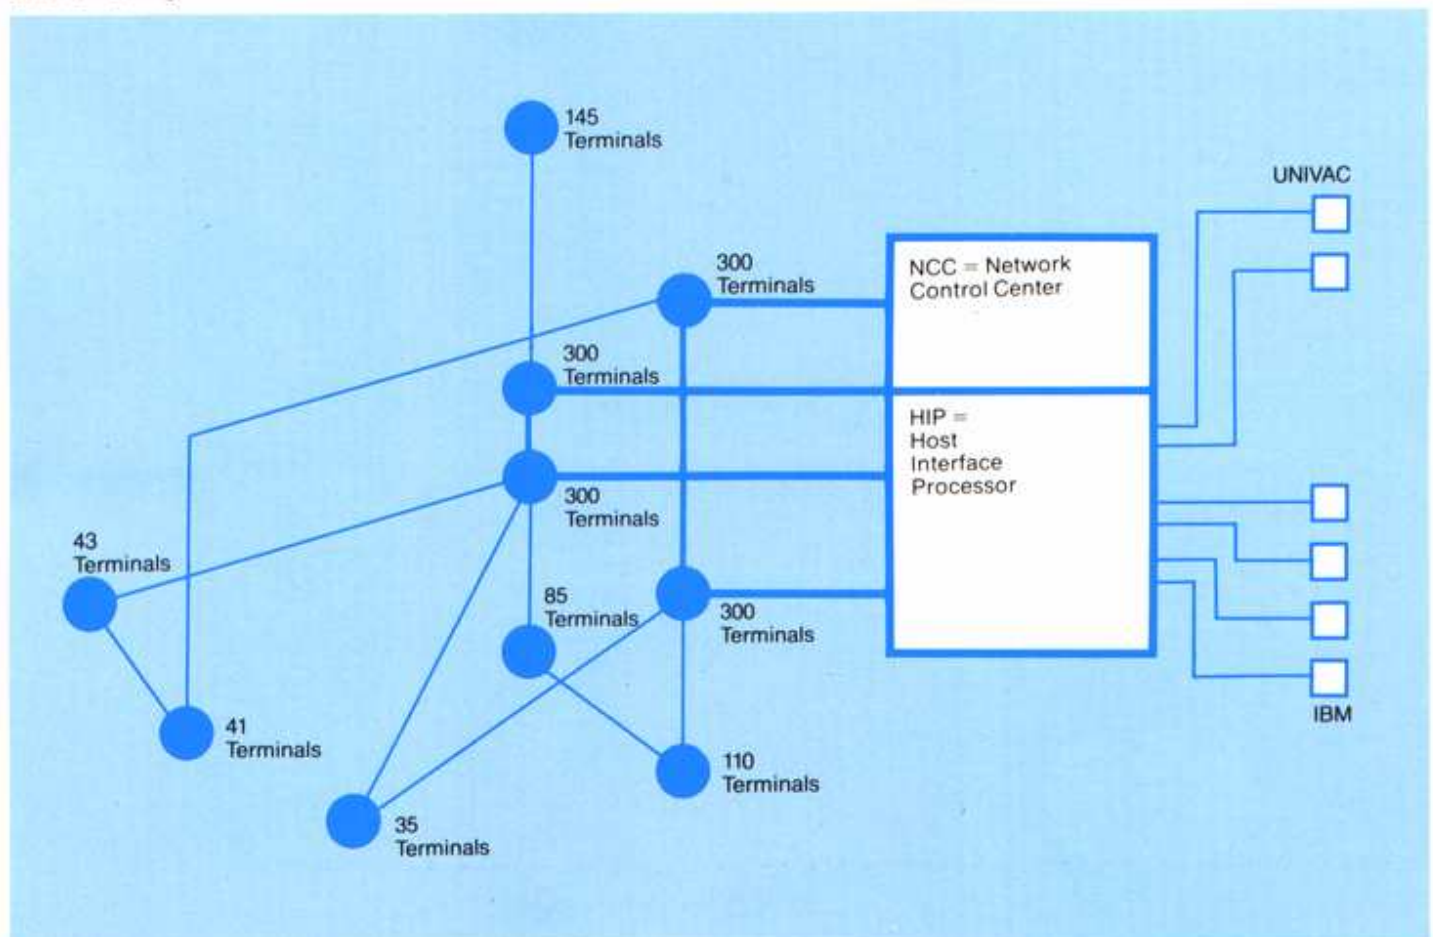 145
Terminals
UNIVAC
300
Terminals
NCC = Network
Control Center
300
Terminals
HIP =
Host
Interface
Processor
300
Terminals
43
Terminals
85
Terminals
300
Terminals
41
Terminals
IBM
110
Terminals
35
Terminals